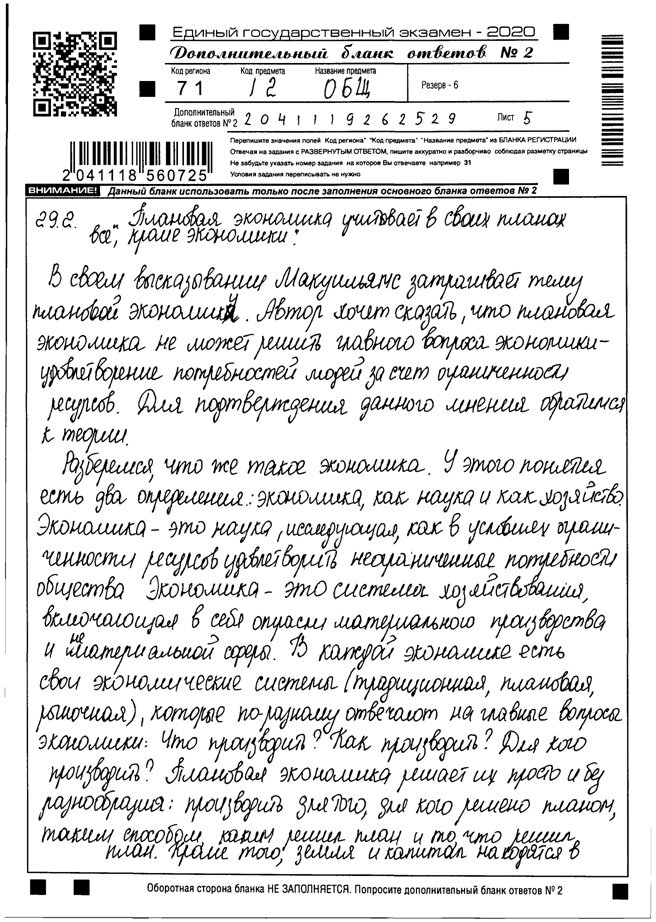 Единый государственный экзамен - 2020
Дополнительный бланк ответов № 2
Код региона Код предмета Название предмета
71 12 ОБЩ
Резерв - 6
Дополнительный бланк ответов № 2 2041119262529 Лист 5
Перепишите значения полей "Код региона" "Код предмета" "Название предмета" из БЛАНКА РЕГИСТРАЦИИ
Отвечая на задания с РАЗВЕРНУТЫМ ОТВЕТОМ, пишите аккуратно и разборчиво соблюдая разметку страницы
Не забудьте указать номер задания на которое Вы отвечаете например 31
Условия задания переписывать не нужно
2 041118 560725
ВНИМАНИЕ! Данный бланк использовать только после заполнения основного бланка ответов № 2
29.2. "Плановая экономика учитовает в своих планах
все, кроме экономики".
В своем высказывании Макуильямс затрагивает тему
плановой экономики. Автор хочет сказать, что плановая
экономика не может решить главного вопроса экономики-
удовлетворение потребностей людей за счет ограниченности
ресурсов. Для подтверждения данного мнения обратимся
к теории.
Разберемся, что же такое экономика. У этого понятия
есть два определения: экономика, как наука и как хозяйство.
Экономика - это наука, исследующая, как в условиях ограни-
ченности ресурсов удовлетворить неограниченные потребности
общества Экономика - это система хозяйствования,
включающая в себя отрасли материального производства
и нематериальной сферы. В каждой экономике есть
свои экономические системы (традиционная, плановая,
рыночная), которые по-разному отвечают на главные вопросы
экономики: Что производить? Как производить? Для кого
производить? Плановая экономика решает их просто и без
разнообразия: производить для того, для кого решено планом,
таким способом, каким решил план и то, что решил
план. Кроме того, земля и капитал находятся в
Оборотная сторона бланка НЕ ЗАПОЛНЯЕТСЯ. Попросите дополнительный бланк ответов № 2